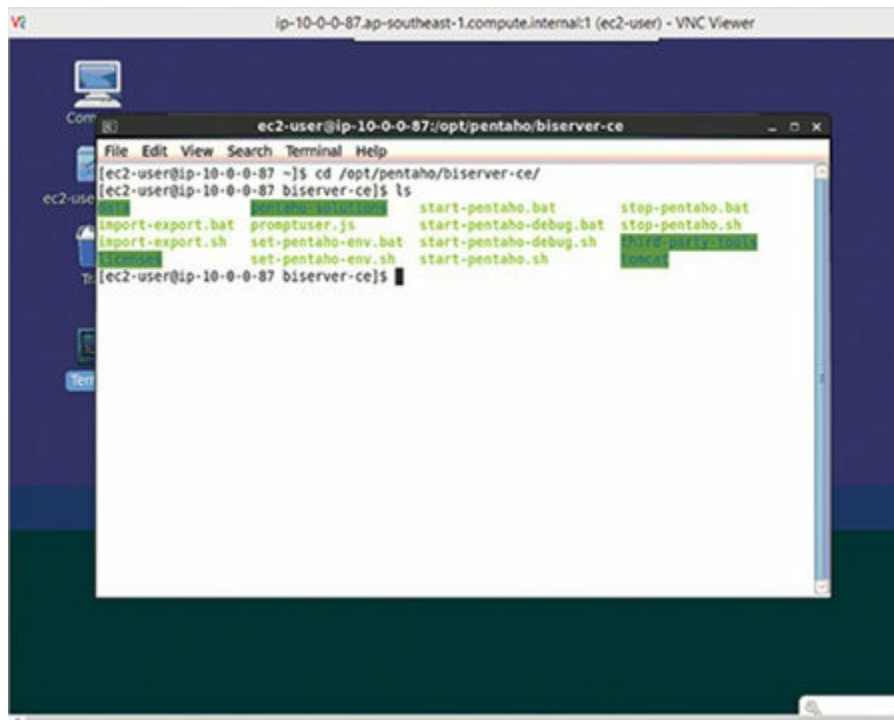 ip-10-0-0-87.ap-southeast-1.compute.internal:1 (ec2-user) - VNC Viewer
Com
ec2-use
Tr
Ter
ec2-user@ip-10-0-0-87:/opt/pentaho/biserver-ce
File Edit View Search Terminal Help
[ec2-user@ip-10-0-0-87 ~]$ cd /opt/pentaho/biserver-ce/
[ec2-user@ip-10-0-0-87 biserver-ce]$ ls
data pentaho-solutions start-pentaho.bat stop-pentaho.bat
import-export.bat promptuser.js start-pentaho-debug.bat stop-pentaho.sh
import-export.sh set-pentaho-env.bat start-pentaho-debug.sh third-party-tools
licenses set-pentaho-env.sh start-pentaho.sh tomcat
[ec2-user@ip-10-0-0-87 biserver-ce]$